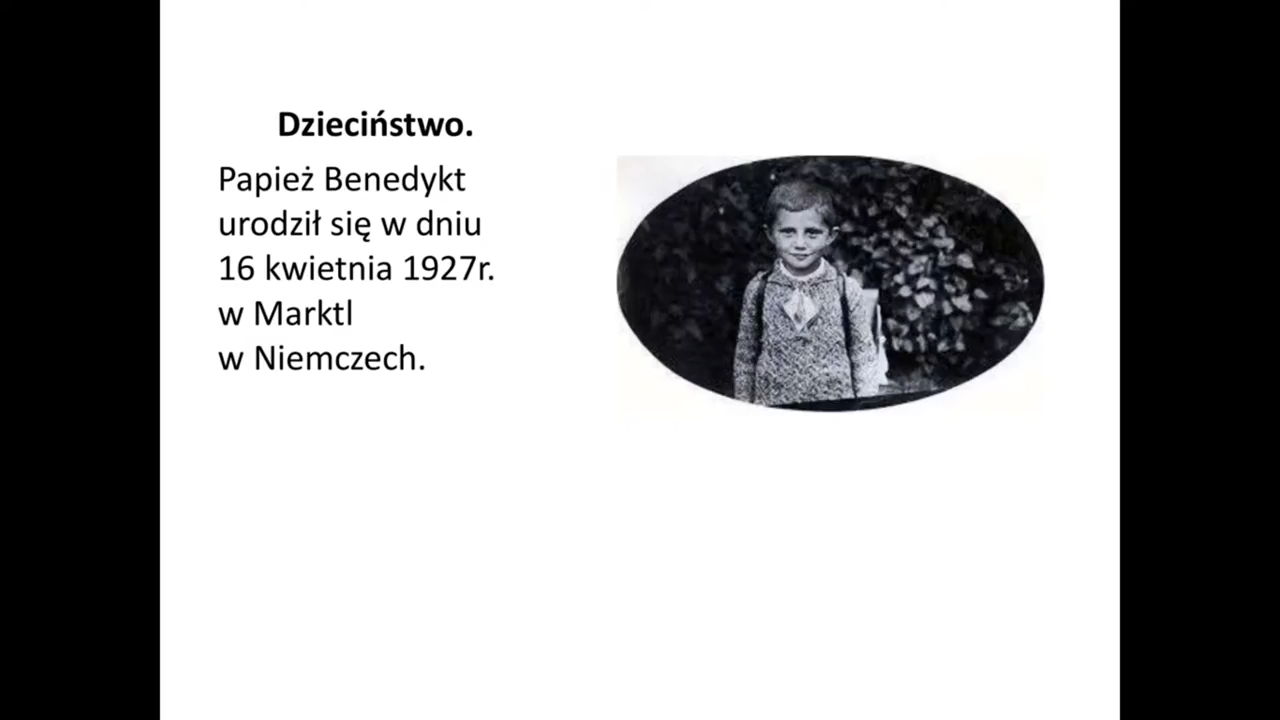 Dzieciństwo.
Papież Benedykt
urodził się w dniu
16 kwietnia 1927r.
w Marktl
w Niemczech.